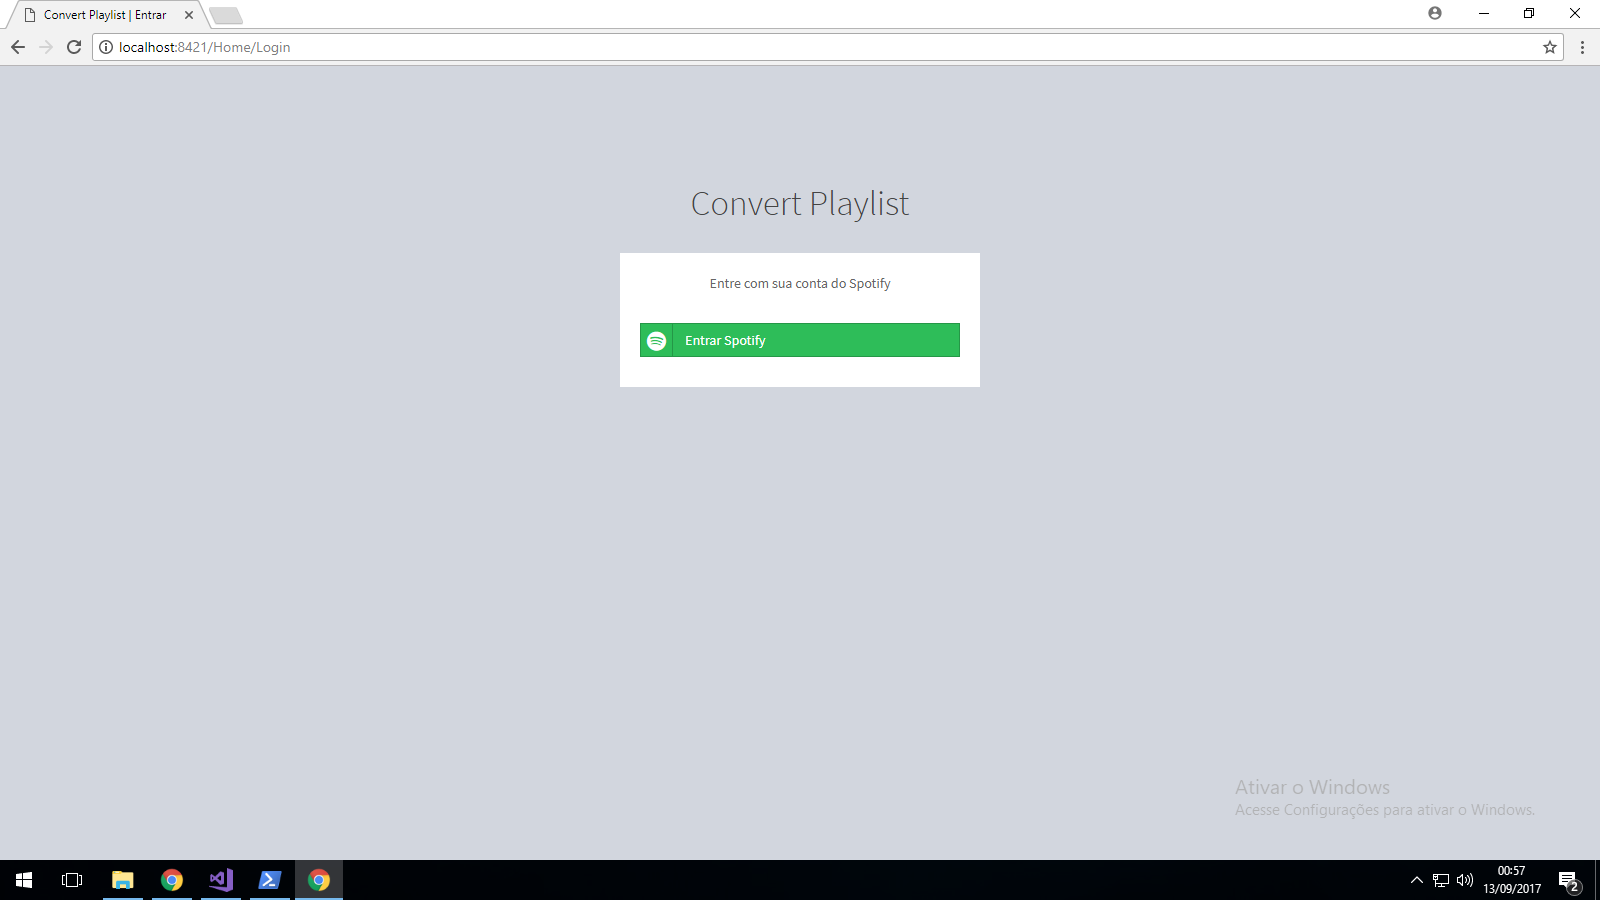 Convert Playlist | Entrar
localhost:8421/Home/Login
Convert Playlist
Entre com sua conta do Spotify
Entrar Spotify
Ativar o Windows
Acesse Configurações para ativar o Windows.
00:57
13/09/2017
2